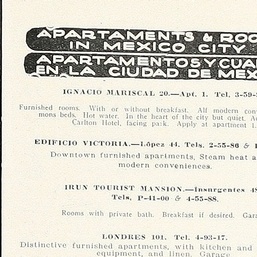 APARTAMENTS & ROO
IN MEXICO CITY
APARTAMENTOS Y CUA
EN LA CIUDAD DE MEX
IGNACIO MARISCAL 20.—Apt. 1. Tel. 3-59-
Furnished rooms. With or without breakfast. All modern com
mons beds. Hot water. In the heart of the city but quiet. A
Carlton Hotel, facing park. Apply at apartment 1.
EDIFICIO VICTORIA.—López 44. Tels. 2-55-86 &
Downtown furnished apartments, Steam heat a
modern conveniences.
IRUN TOURIST MANSION.—Insurgentes 49
Tels. P-41-00 & 4-55-88.
Rooms with private bath. Breakfast if desired. Gara
LONDRES 101. Tel. 4-93-17.
Distinctive furnished apartments, with kitchen and
equipment, and linen. Garage